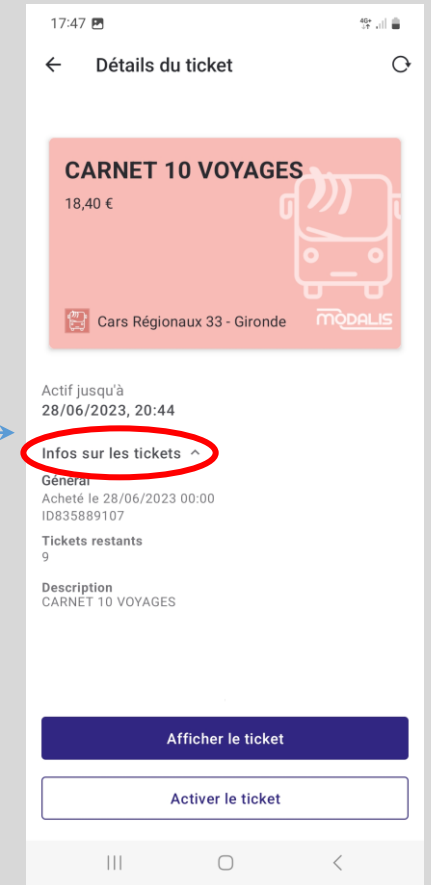 17:47
4G+
Détails du ticket
CARNET 10 VOYAGES
18,40 €
Cars Régionaux 33 - Gironde
MODALIS
Actif jusqu'à
28/06/2023, 20:44
Infos sur les tickets
Général
Acheté le 28/06/2023 00:00
ID835889107
Tickets restants
9
Description
CARNET 10 VOYAGES
Afficher le ticket
Activer le ticket